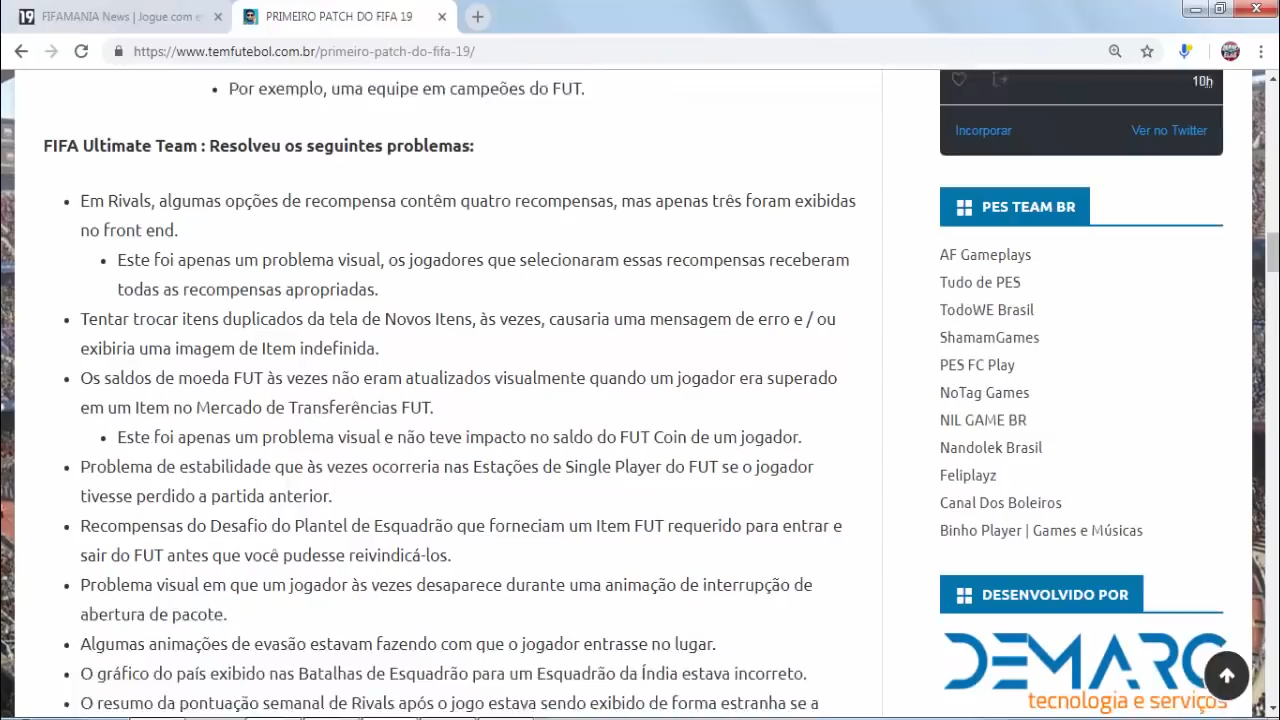 19 FIFAMANIA News | Jogue com e
PRIMEIRO PATCH DO FIFA 19
https://www.temfutebol.com.br/primeiro-patch-do-fifa-19/
Por exemplo, uma equipe em campeões do FUT.
FIFA Ultimate Team : Resolveu os seguintes problemas:
Em Rivals, algumas opções de recompensa contêm quatro recompensas, mas apenas três foram exibidas
no front end.
Este foi apenas um problema visual, os jogadores que selecionaram essas recompensas receberam
todas as recompensas apropriadas.
Tentar trocar itens duplicados da tela de Novos Itens, às vezes, causaria uma mensagem de erro e / ou
exibiria uma imagem de Item indefinida.
Os saldos de moeda FUT às vezes não eram atualizados visualmente quando um jogador era superado
em um Item no Mercado de Transferências FUT.
Este foi apenas um problema visual e não teve impacto no saldo do FUT Coin de um jogador.
Problema de estabilidade que às vezes ocorreria nas Estações de Single Player do FUT se o jogador
tivesse perdido a partida anterior.
Recompensas do Desafio do Plantel de Esquadrão que forneciam um Item FUT requerido para entrar e
sair do FUT antes que você pudesse reivindicá-los.
Problema visual em que um jogador às vezes desaparece durante uma animação de interrupção de
abertura de pacote.
Algumas animações de evasão estavam fazendo com que o jogador entrasse no lugar.
O gráfico do país exibido nas Batalhas de Esquadrão para um Esquadrão da Índia estava incorreto.
O resumo da pontuação semanal de Rivals após o jogo estava sendo exibido de forma estranha se a
10h
Incorporar
Ver no Twitter
PES TEAM BR
AF Gameplays
Tudo de PES
TodoWE Brasil
ShamamGames
PES FC Play
NoTag Games
NIL GAME BR
Nandolek Brasil
Feliplayz
Canal Dos Boleiros
Binho Player | Games e Músicas
DESENVOLVIDO POR
DEMARC
tecnologia e serviços